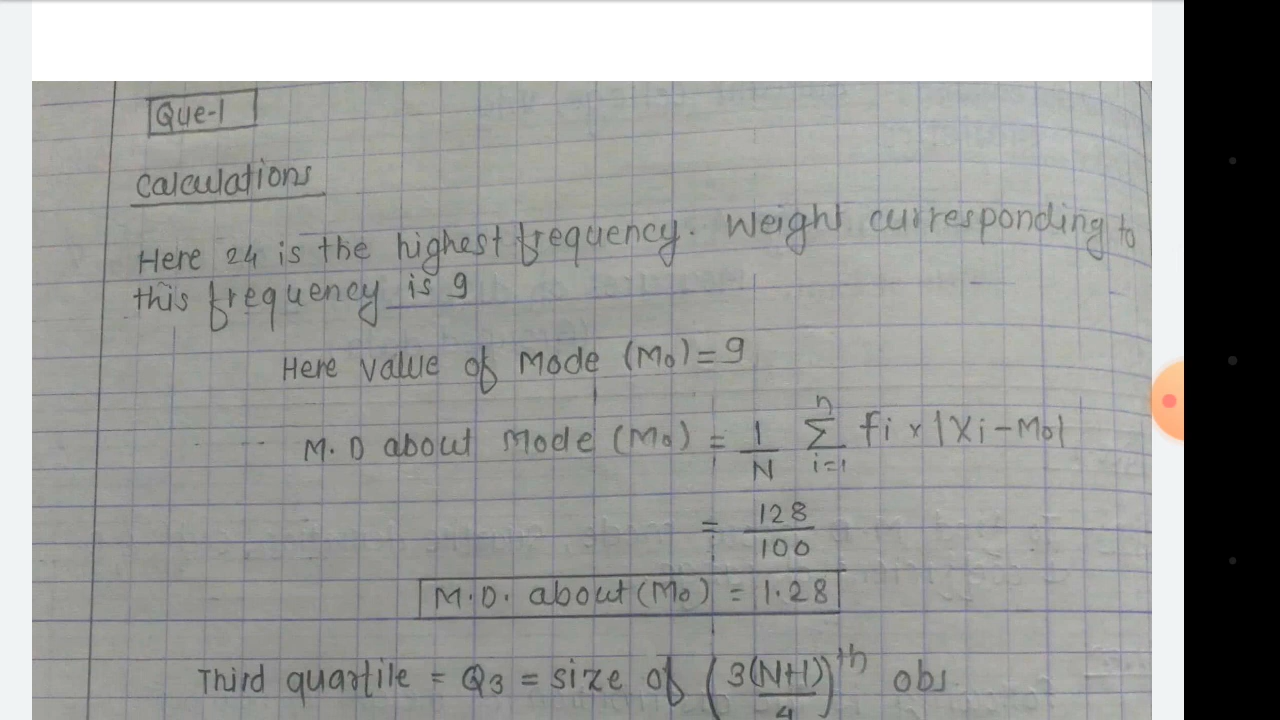 Que-1
Calculations
Here 24 is the highest frequency. Weight curresponding to
this frequency is 9
Here value of Mode (Mo) = 9
M.D about Mode (Mo) = 1/N n Σ i=1 fi × |Xi - Mo|
= 128/100
M.D. about (Mo) = 1.28
Third quartile = Q3 = size of (3(N+1)/4)th obs.